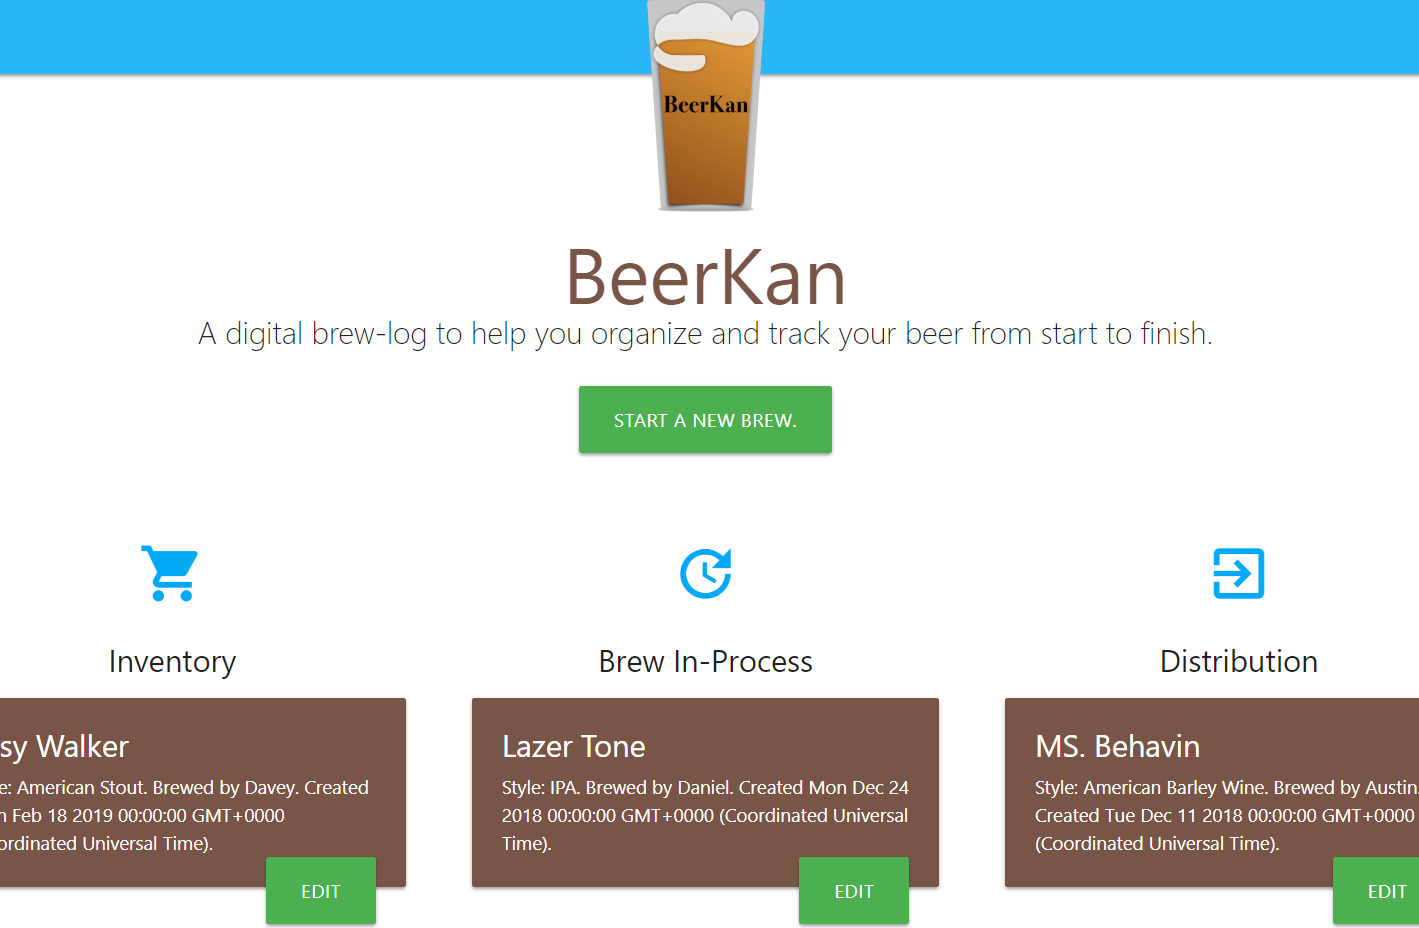 BeerKan
BeerKan
A digital brew-log to help you organize and track your beer from start to finish.
START A NEW BREW.
Inventory
Brew In-Process
Distribution
sy Walker
e: American Stout. Brewed by Davey. Created
n Feb 18 2019 00:00:00 GMT+0000
ordinated Universal Time).
EDIT
Lazer Tone
Style: IPA. Brewed by Daniel. Created Mon Dec 24
2018 00:00:00 GMT+0000 (Coordinated Universal
Time).
EDIT
MS. Behavin
Style: American Barley Wine. Brewed by Austin.
Created Tue Dec 11 2018 00:00:00 GMT+0000
(Coordinated Universal Time).
EDIT